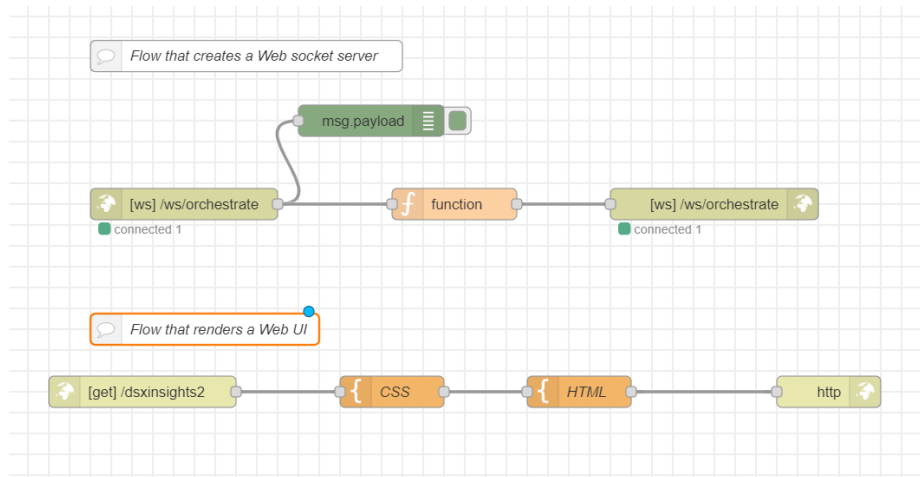 Flow that creates a Web socket server
msg.payload
[ws] /ws/orchestrate
function
[ws] /ws/orchestrate
connected 1
connected 1
Flow that renders a Web UI
[get] /dsxinsights2
CSS
HTML
http